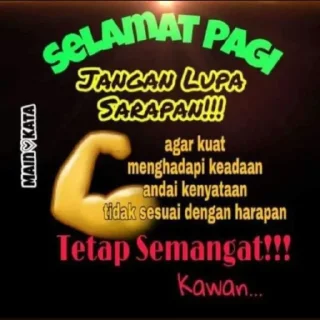 SELAMAT PAGI
JANGAN LUPA
SARAPAN!!!
MAIN♡KATA
agar kuat
menghadapi keadaan
andai kenyataan
tidak sesuai dengan harapan
Tetap Semangat!!!
Kawan...